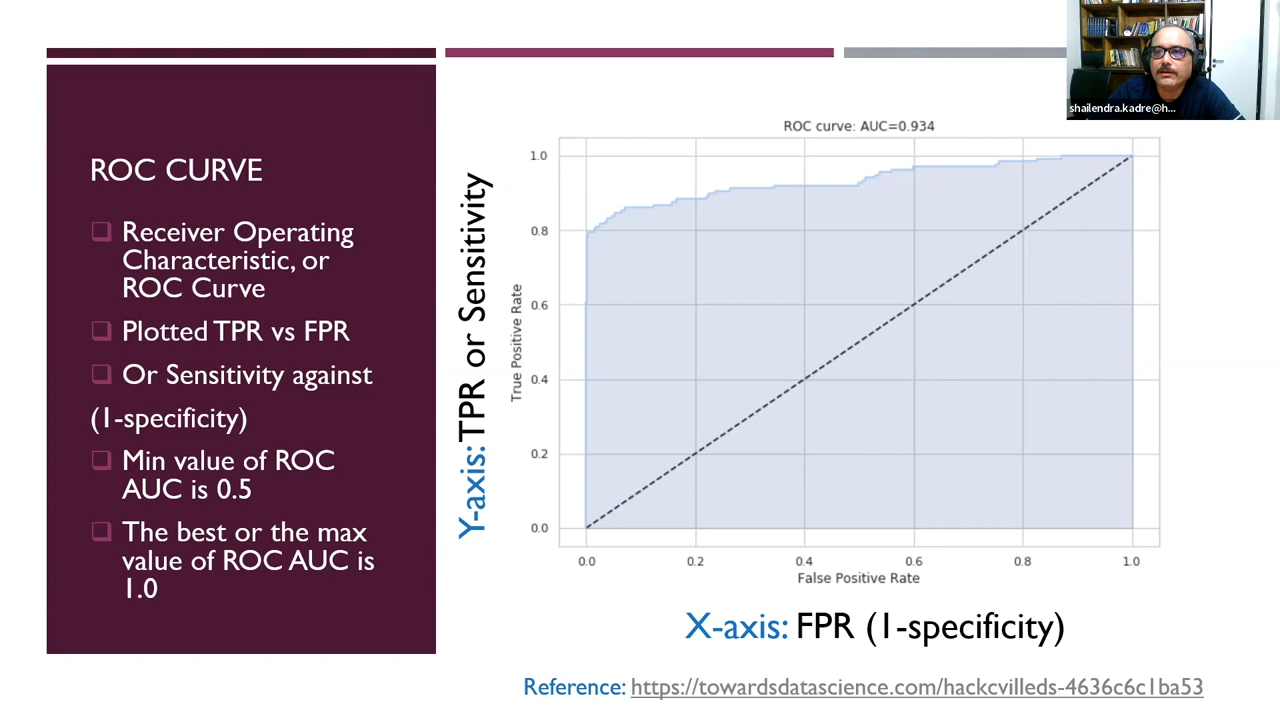 shailendra.kadre@h...
ROC CURVE
Receiver Operating
Characteristic, or
ROC Curve
Plotted TPR vs FPR
Or Sensitivity against
(1-specificity)
Min value of ROC
AUC is 0.5
The best or the max
value of ROC AUC is
1.0
Y-axis: TPR or Sensitivity
ROC curve: AUC=0.934
True Positive Rate
1.0
0.8
0.6
0.4
0.2
0.0
0.0 0.2 0.4 0.6 0.8 1.0
False Positive Rate
X-axis: FPR (1-specificity)
Reference: https://towardsdatascience.com/hackcvilleds-4636c6c1ba53